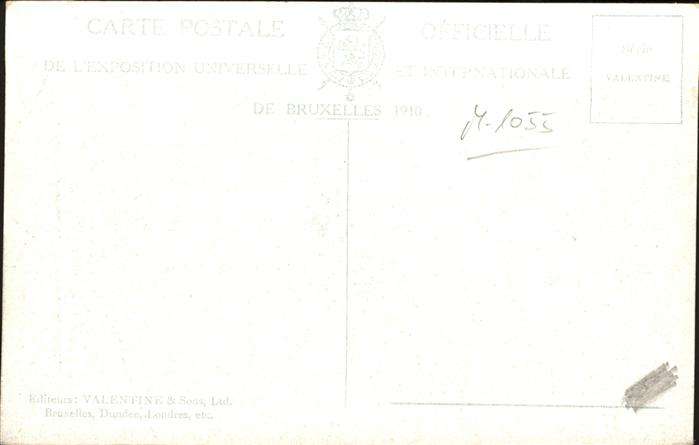 CARTE POSTALE OFFICIELLE
DE L'EXPOSITION UNIVERSELLE ET INTERNATIONALE
DE BRUXELLES 1910.
Série
VALENTINE
M-1055
Editeurs: VALENTINE & Sons, Ltd.
Bruxelles, Dundee, Londres, etc.